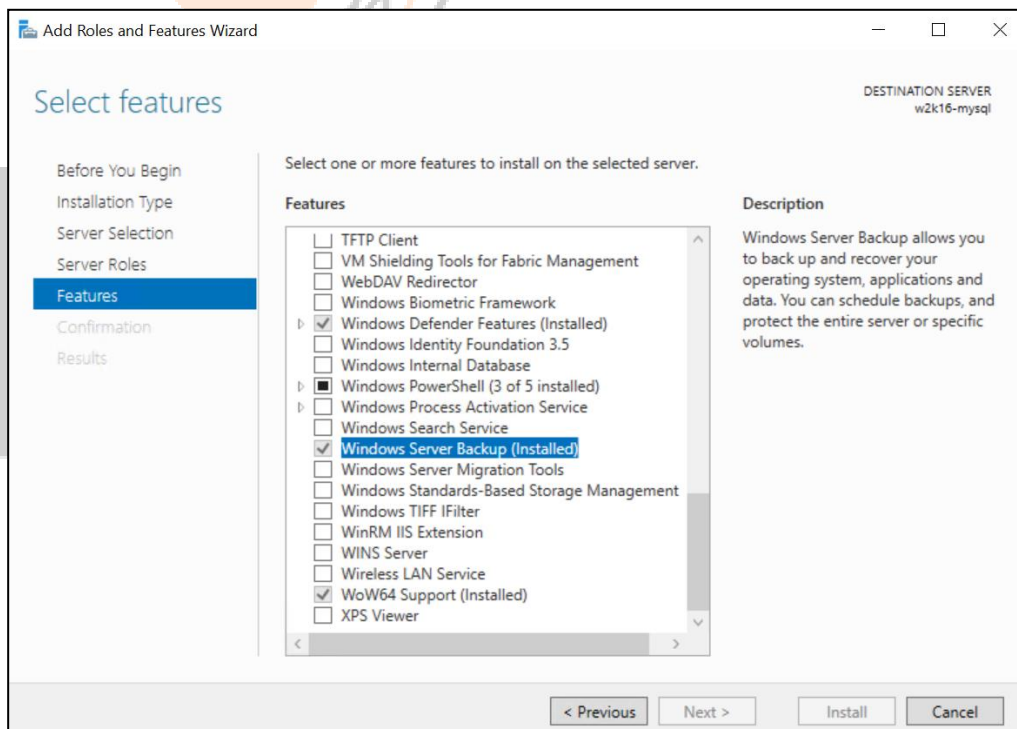 Add Roles and Features Wizard
Select features
DESTINATION SERVER
w2k16-mysql
Before You Begin
Installation Type
Server Selection
Server Roles
Features
Confirmation
Results
Select one or more features to install on the selected server.
Features
TFTP Client
VM Shielding Tools for Fabric Management
WebDAV Redirector
Windows Biometric Framework
Windows Defender Features (Installed)
Windows Identity Foundation 3.5
Windows Internal Database
Windows PowerShell (3 of 5 installed)
Windows Process Activation Service
Windows Search Service
Windows Server Backup (Installed)
Windows Server Migration Tools
Windows Standards-Based Storage Management
Windows TIFF IFilter
WinRM IIS Extension
WINS Server
Wireless LAN Service
WoW64 Support (Installed)
XPS Viewer
Description
Windows Server Backup allows you
to back up and recover your
operating system, applications and
data. You can schedule backups, and
protect the entire server or specific
volumes.
< Previous
Next >
Install
Cancel